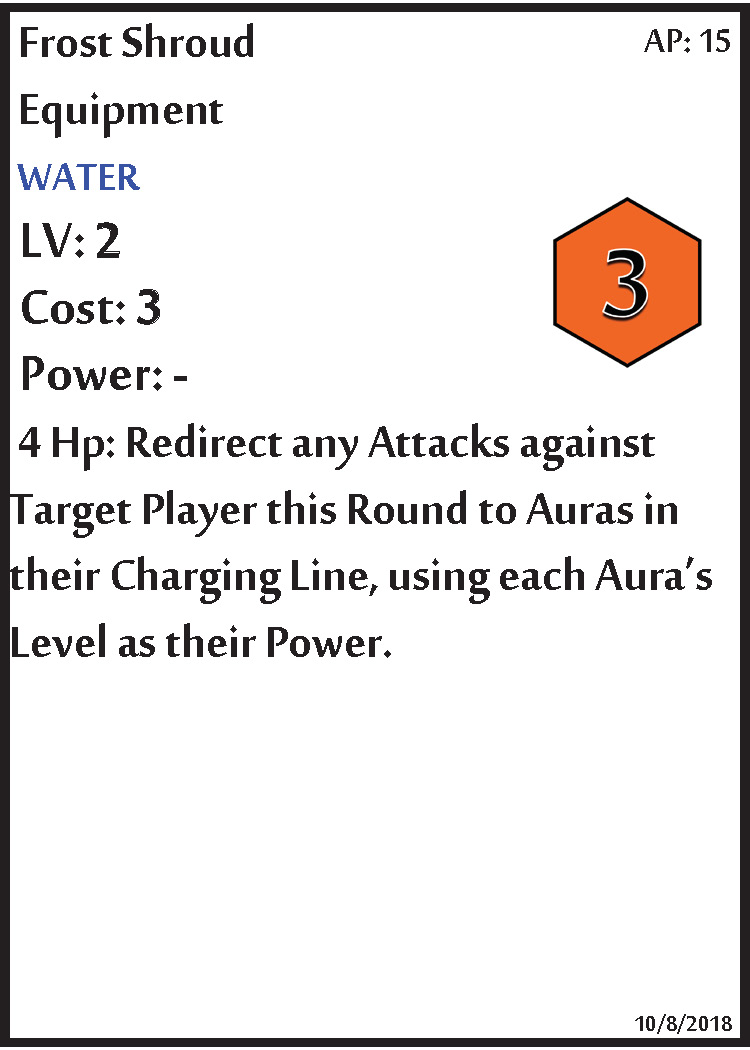 Frost Shroud
AP: 15
Equipment
WATER
LV: 2
Cost: 3
3
Power: -
4 Hp: Redirect any Attacks against
Target Player this Round to Auras in
their Charging Line, using each Aura’s
Level as their Power.
10/8/2018